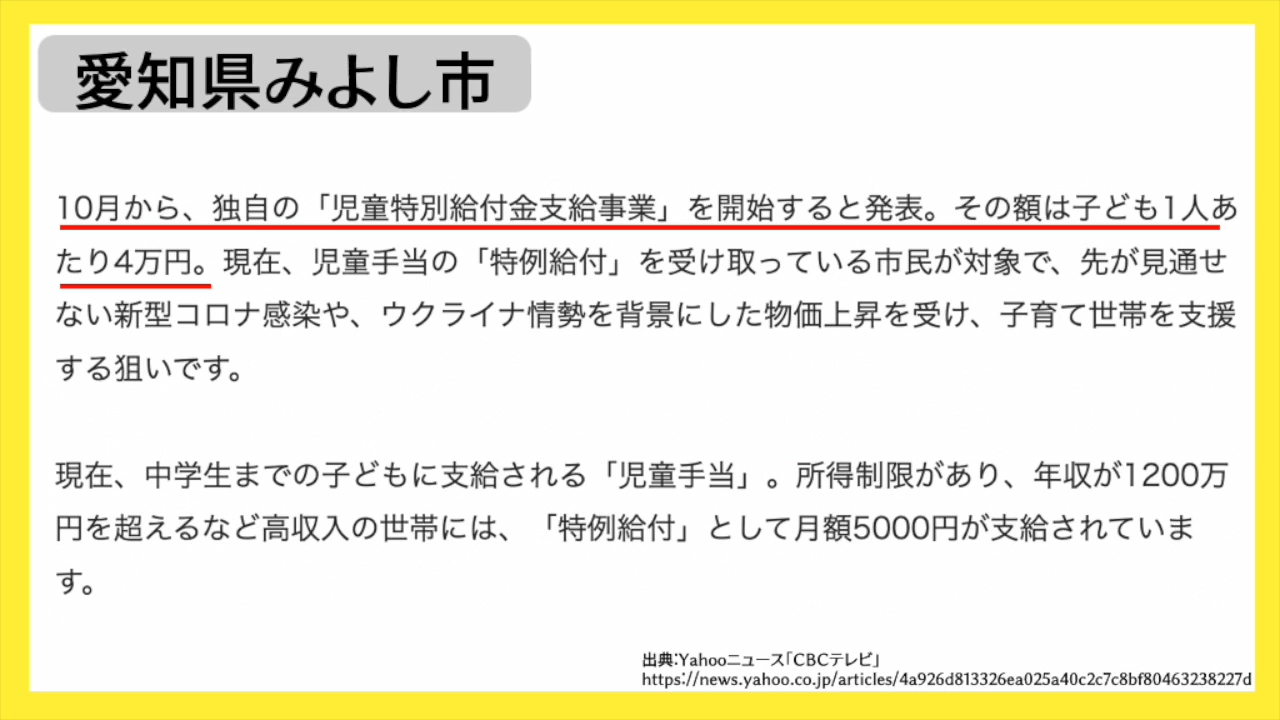 愛知県みよし市
10月から、独自の「児童特別給付金支給事業」を開始すると発表。その額は子ども1人あ
たり4万円。現在、児童手当の「特例給付」を受け取っている市民が対象で、先が見通せ
ない新型コロナ感染や、ウクライナ情勢を背景にした物価上昇を受け、子育て世帯を支援
する狙いです。
現在、中学生までの子どもに支給される「児童手当」。所得制限があり、年収が1200万
円を超えるなど高収入の世帯には、「特例給付」として月額5000円が支給されていま
す。
出典:Yahooニュース「CBCテレビ」
https://news.yahoo.co.jp/articles/4a926d813326ea025a40c2c7c8bf80463238227d